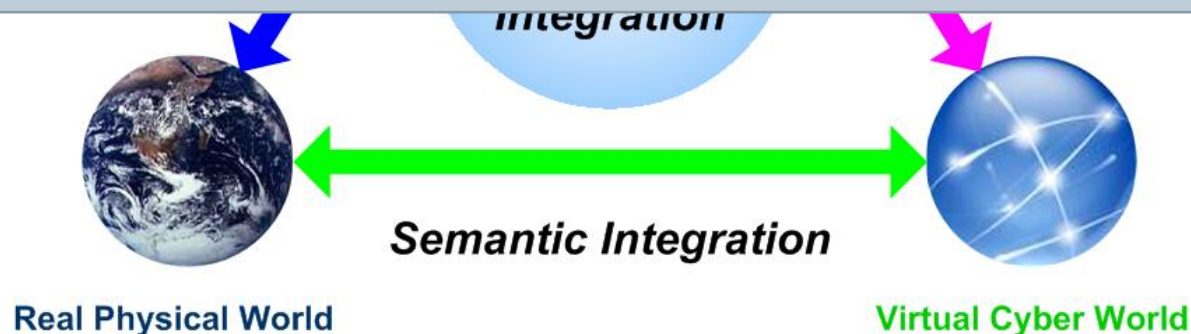 Integration
Semantic Integration
Real Physical World
Virtual Cyber World